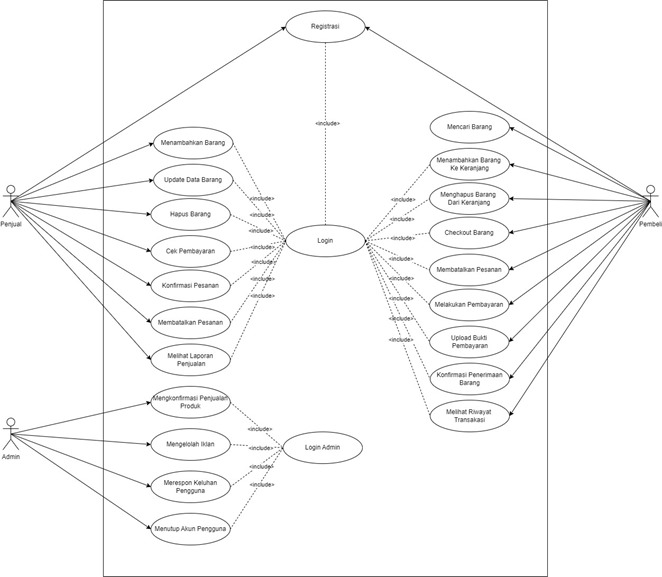 Registrasi
<include>
Penjual
Menambahkan Barang
Update Data Barang
Hapus Barang
Cek Pembayaran
Konfirmasi Pesanan
Membatalkan Pesanan
Melihat Laporan
Penjualan
<include>
<include>
<include>
<include>
<include>
<include>
<include>
Login
<include>
<include>
<include>
<include>
<include>
<include>
<include>
<include>
Mencari Barang
Menambahkan Barang
Ke Keranjang
Menghapus Barang
Dari Keranjang
Checkout Barang
Membatalkan Pesanan
Melakukan Pembayaran
Upload Bukti
Pembayaran
Konfirmasi Penerimaan
Barang
Melihat Riwayat
Transakasi
Pembeli
Admin
Mengkonfirmasi Penjualan
Produk
Mengelolah Iklan
Merespon Keluhan
Pengguna
Menutup Akun Pengguna
<include>
<include>
<include>
<include>
Login Admin